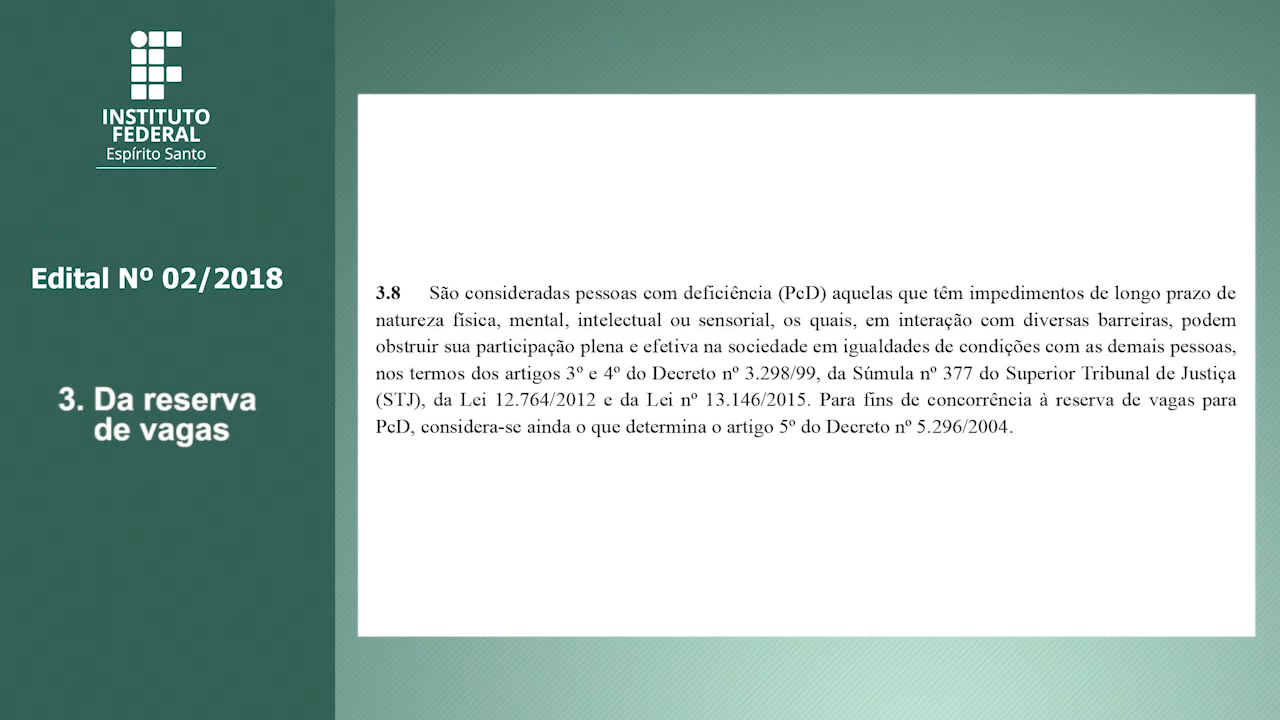 INSTITUTO
FEDERAL
Espírito Santo
Edital Nº 02/2018
3. Da reserva
de vagas
3.8 São consideradas pessoas com deficiência (PcD) aquelas que têm impedimentos de longo prazo de
natureza física, mental, intelectual ou sensorial, os quais, em interação com diversas barreiras, podem
obstruir sua participação plena e efetiva na sociedade em igualdades de condições com as demais pessoas,
nos termos dos artigos 3º e 4º do Decreto nº 3.298/99, da Súmula nº 377 do Superior Tribunal de Justiça
(STJ), da Lei 12.764/2012 e da Lei nº 13.146/2015. Para fins de concorrência à reserva de vagas para
PcD, considera-se ainda o que determina o artigo 5º do Decreto nº 5.296/2004.